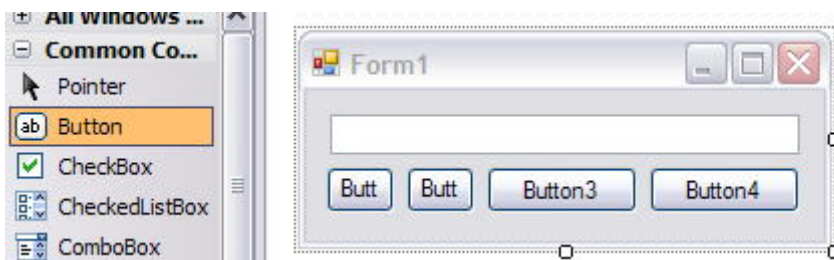 All Windows ...
Common Co...
Pointer
ab Button
CheckBox
CheckedListBox
ComboBox
Form1
Butt Butt Button3 Button4